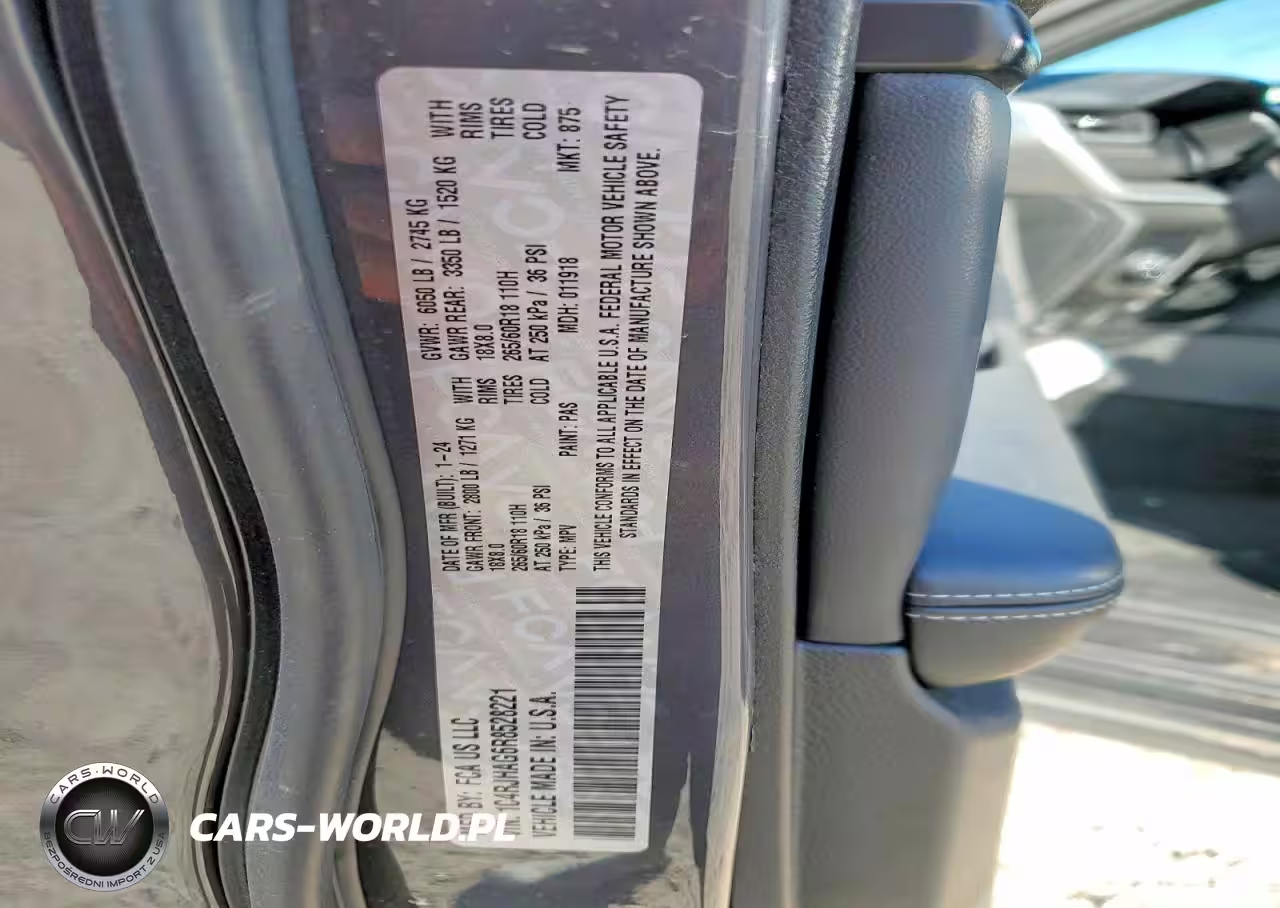 MFD BY: FCA US LLC
DATE OF MFR (BUILT): 1-24
GVWR: 6050 LB / 2745 KG
GAWR FRONT: 2800 LB / 1271 KG WITH
GAWR REAR: 3350 LB / 1520 KG WITH
18X8.0 RIMS
18X8.0 RIMS
265/60R18 110H TIRES
265/60R18 110H TIRES
AT 250 kPa / 36 PSI COLD
AT 250 kPa / 36 PSI COLD
1C4RJHAG6R8528221
TYPE: MPV
PAINT: PAS
MDH: 011918
MKT: 875
VEHICLE MADE IN: U.S.A.
THIS VEHICLE CONFORMS TO ALL APPLICABLE U.S.A. FEDERAL MOTOR VEHICLE SAFETY
STANDARDS IN EFFECT ON THE DATE OF MANUFACTURE SHOWN ABOVE.
CARS-WORLD
CW
BEZPOŚREDNI IMPORT Z USA
CARS-WORLD.PL